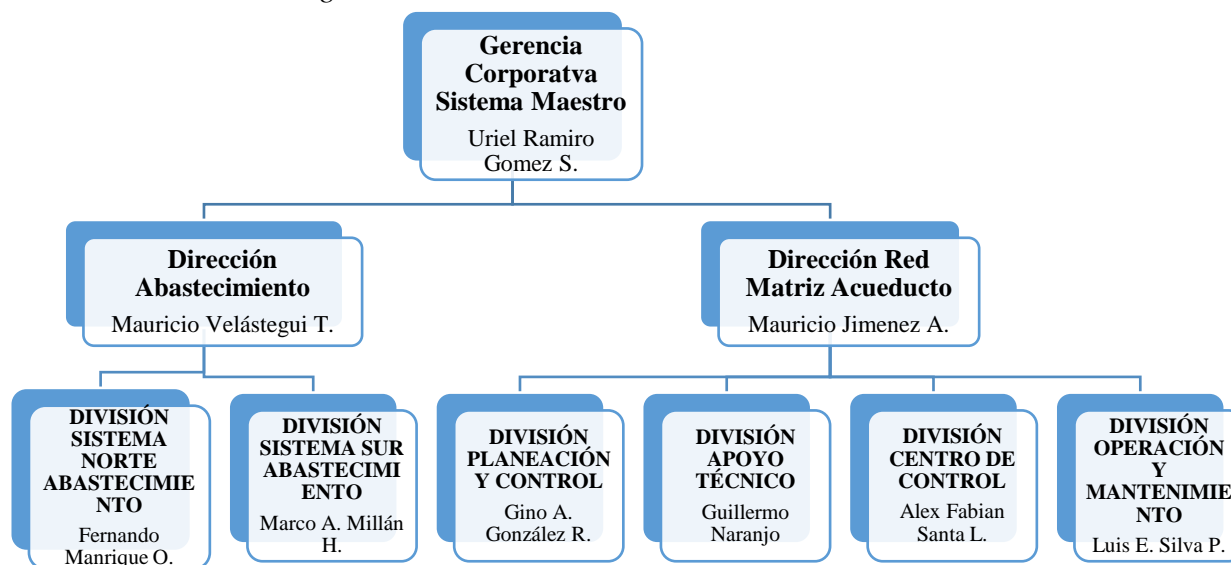 Gerencia
Corporatva
Sistema Maestro
Uriel Ramiro
Gomez S.
Dirección
Abastecimiento
Mauricio Velástegui T.
Dirección Red
Matriz Acueducto
Mauricio Jimenez A.
DIVISIÓN
SISTEMA
NORTE
ABASTECIMIE
NTO
Fernando
Manrique O.
DIVISIÓN
SISTEMA SUR
ABASTECIMI
ENTO
Marco A. Millán
H.
DIVISIÓN
PLANEACIÓN
Y CONTROL
Gino A.
González R.
DIVISIÓN
APOYO
TÉCNICO
Guillermo
Naranjo
DIVISIÓN
CENTRO DE
CONTROL
Alex Fabian
Santa L.
DIVISIÓN
OPERACIÓN
Y
MANTENIMIE
NTO
Luis E. Silva P.